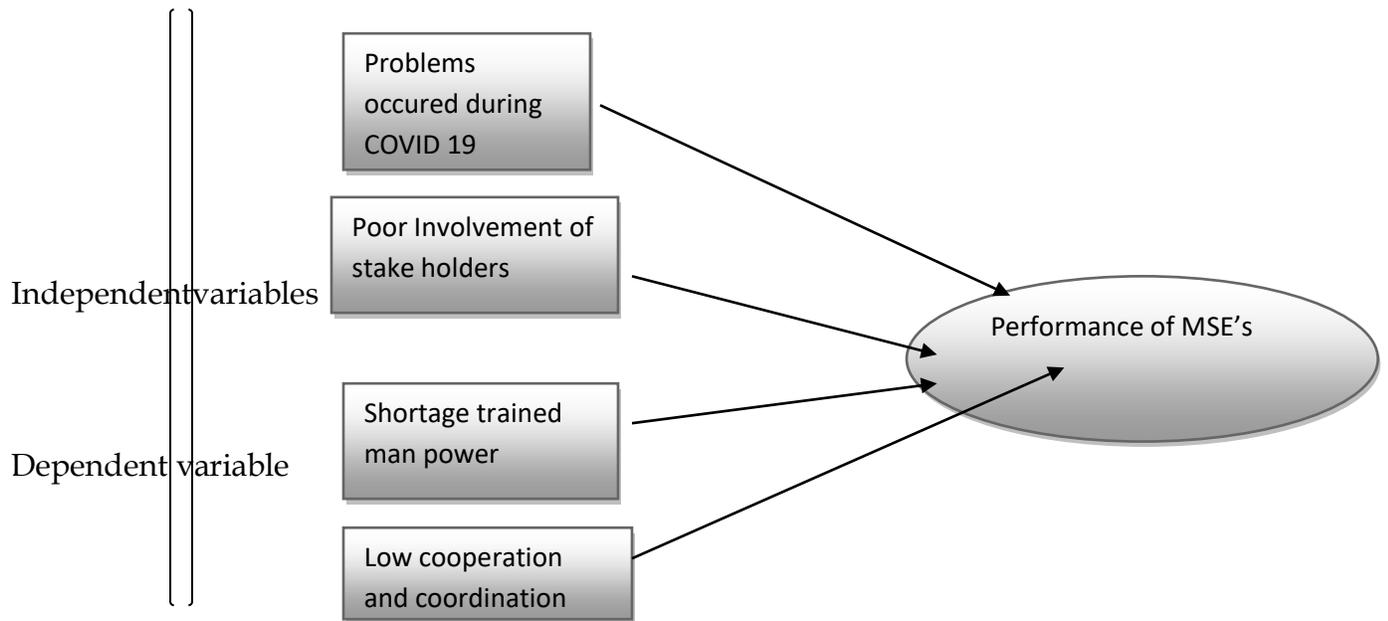 Problems
occured during
COVID 19
Poor Involvement of
stake holders
Independentvariables
Performance of MSE’s
Shortage trained
man power
Dependent variable
Low cooperation
and coordination